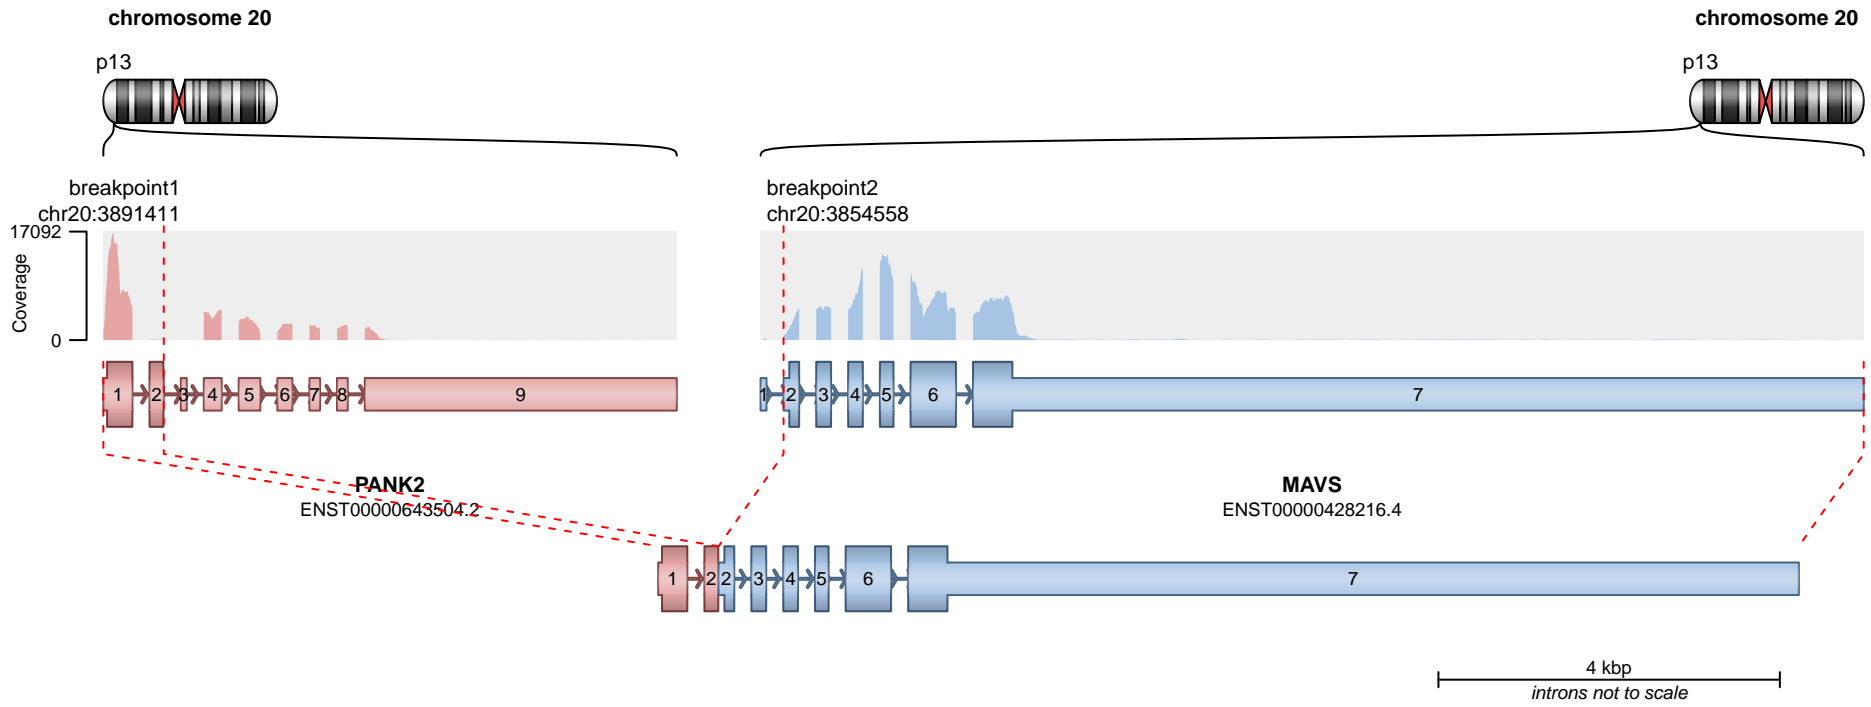 chromosome 20
chromosome 20
p13
p13
breakpoint1
chr20:3891411
breakpoint2
chr20:3854558
17092
Coverage
0
1 2 3 4 5 6 7 8 9
1 2 3 4 5 6 7
PANK2
ENST00000643504.2
MAVS
ENST00000428216.4
1 2 2 3 4 5 6 7
4 kbp
introns not to scale